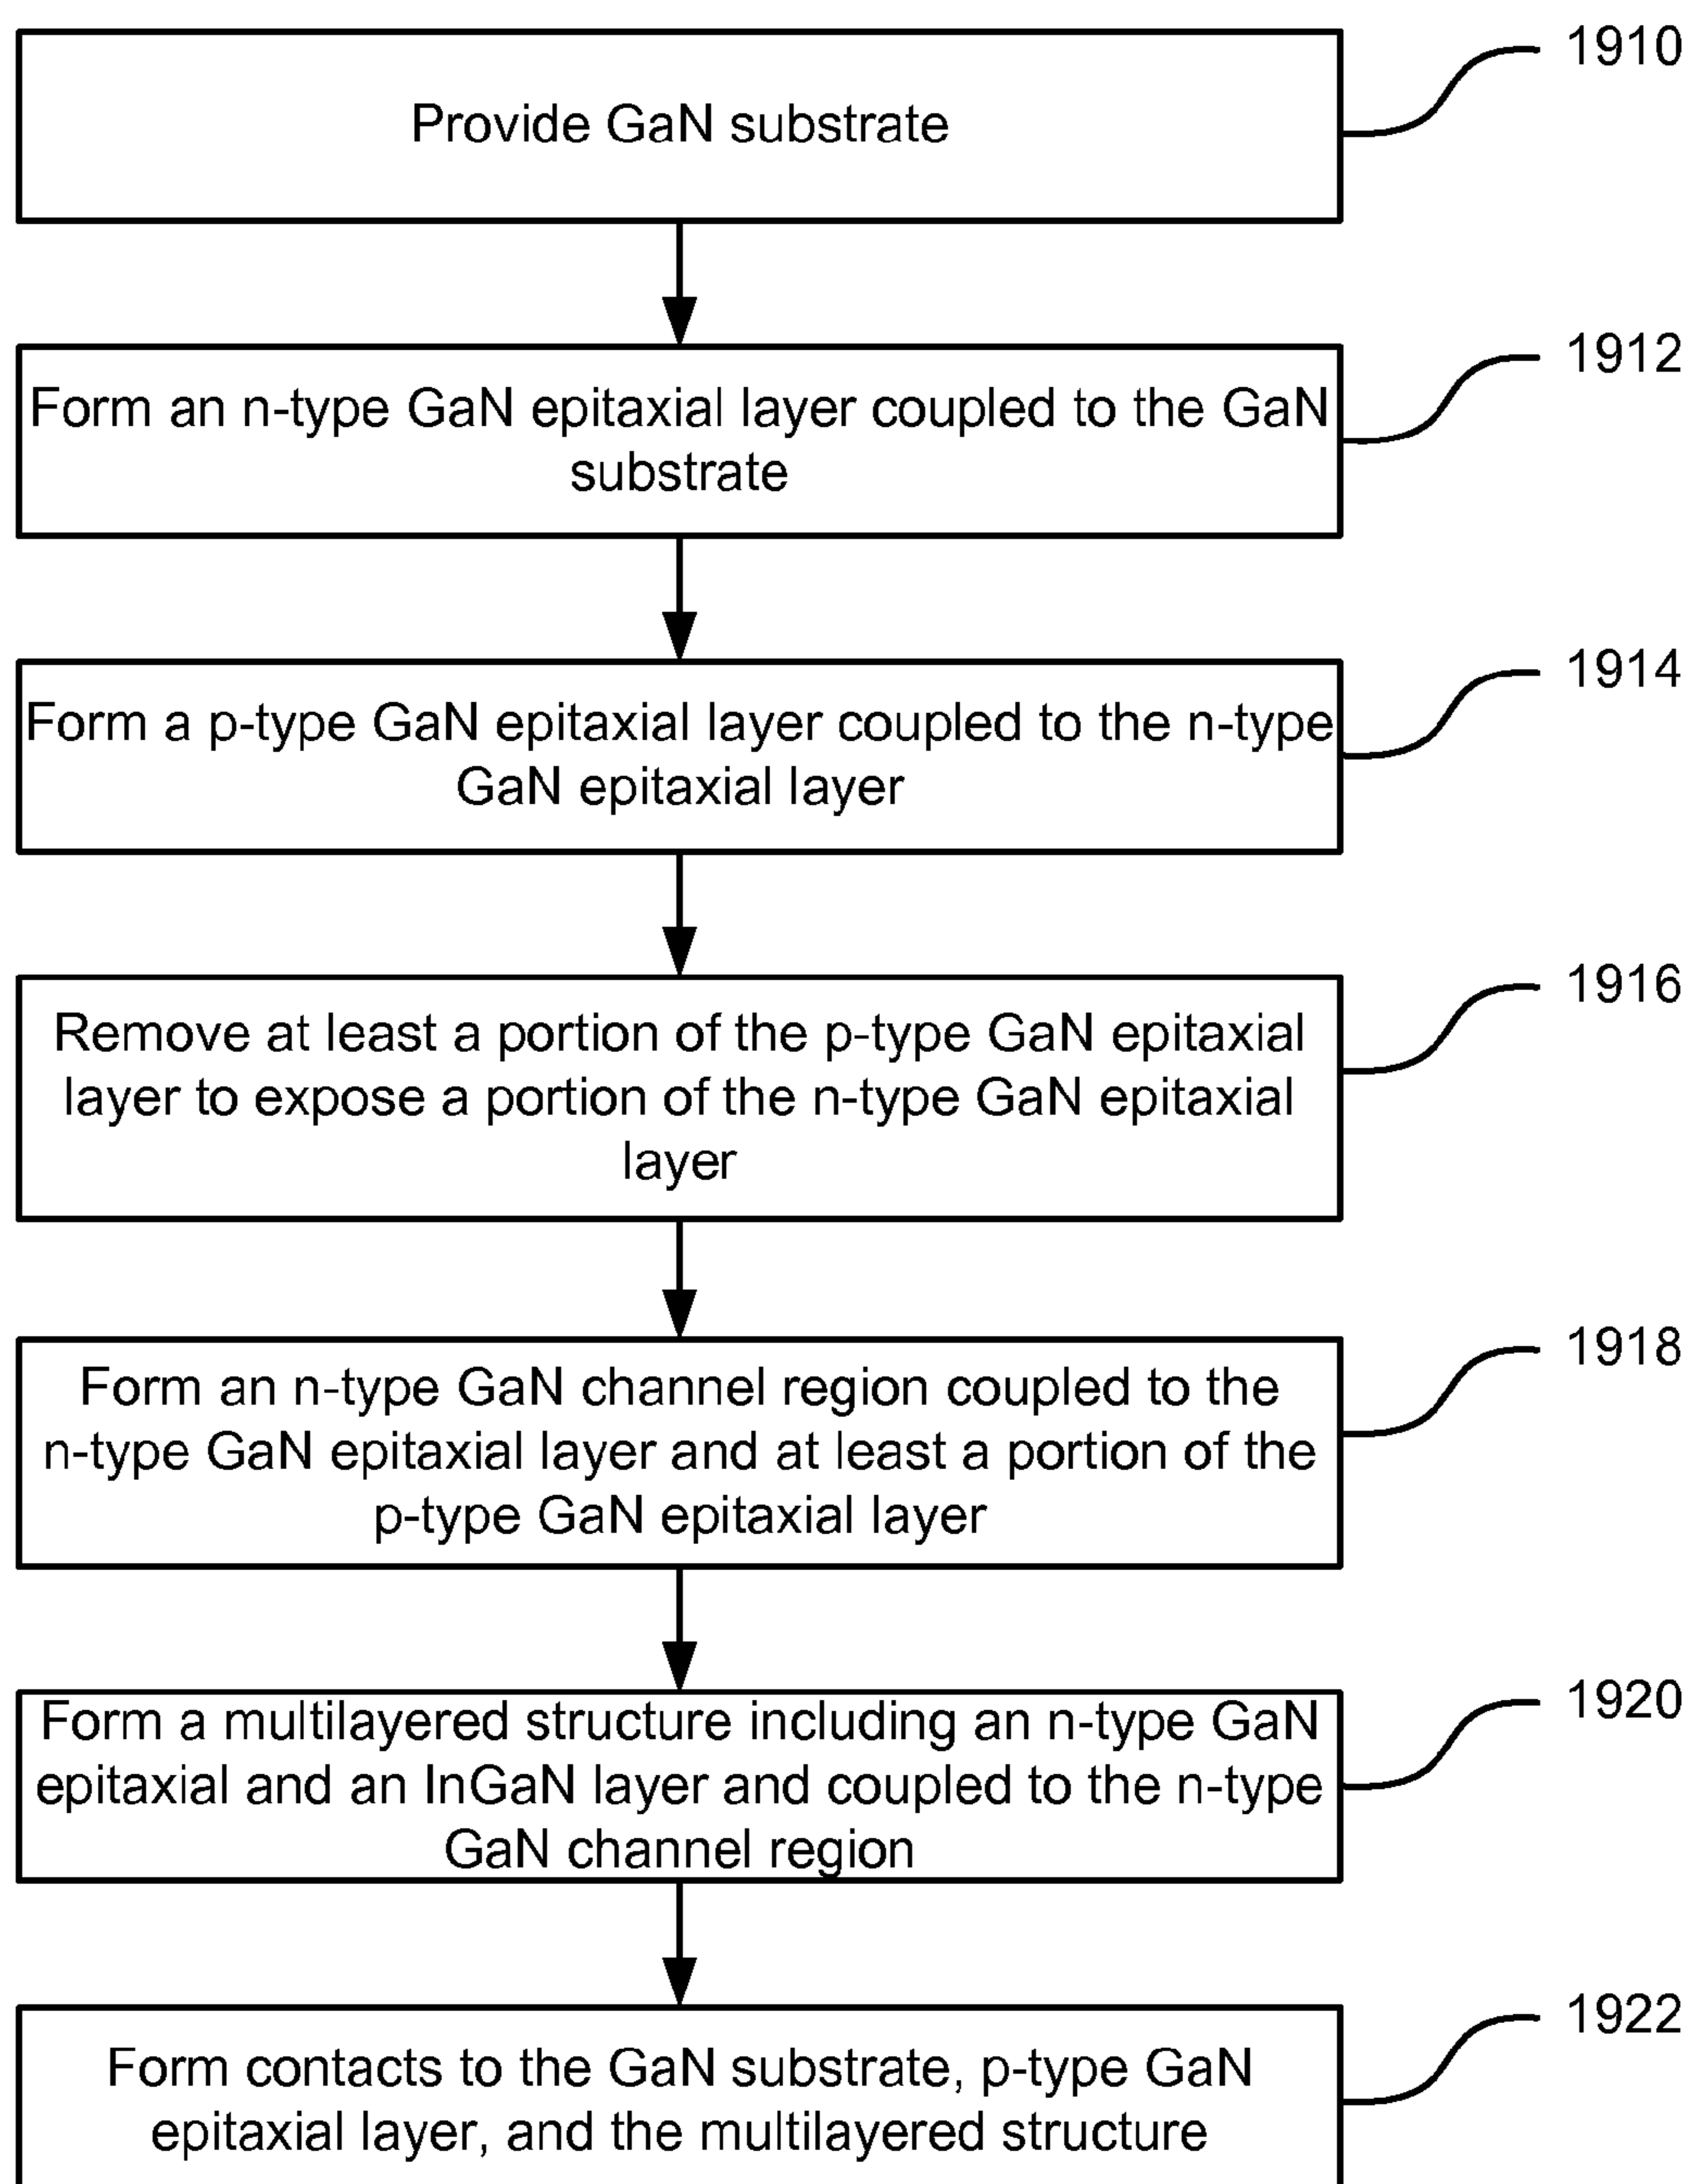 1910
Provide GaN substrate
1912
Form an n-type GaN epitaxial layer coupled to the GaN
substrate
1914
Form a p-type GaN epitaxial layer coupled to the n-type
GaN epitaxial layer
1916
Remove at least a portion of the p-type GaN epitaxial
layer to expose a portion of the n-type GaN epitaxial
layer
1918
Form an n-type GaN channel region coupled to the
n-type GaN epitaxial layer and at least a portion of the
p-type GaN epitaxial layer
1920
Form a multilayered structure including an n-type GaN
epitaxial and an InGaN layer and coupled to the n-type
GaN channel region
1922
Form contacts to the GaN substrate, p-type GaN
epitaxial layer, and the multilayered structure